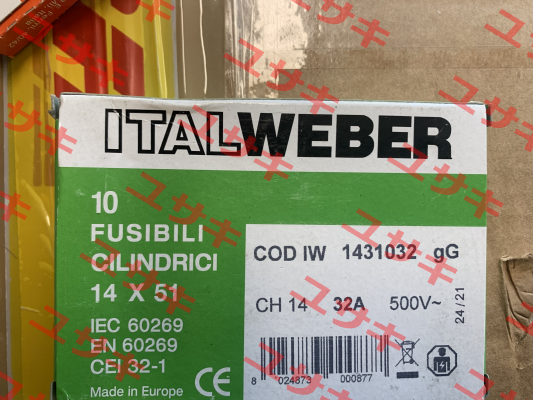 ITALWEBER
10
FUSIBILI
CILINDRICI
14 X 51
IEC 60269
EN 60269
CEI 32-1
Made in Europe
CE
COD IW 1431032 gG
CH 14 32A 500V~
24/21
8 024873 000877
ユサキ